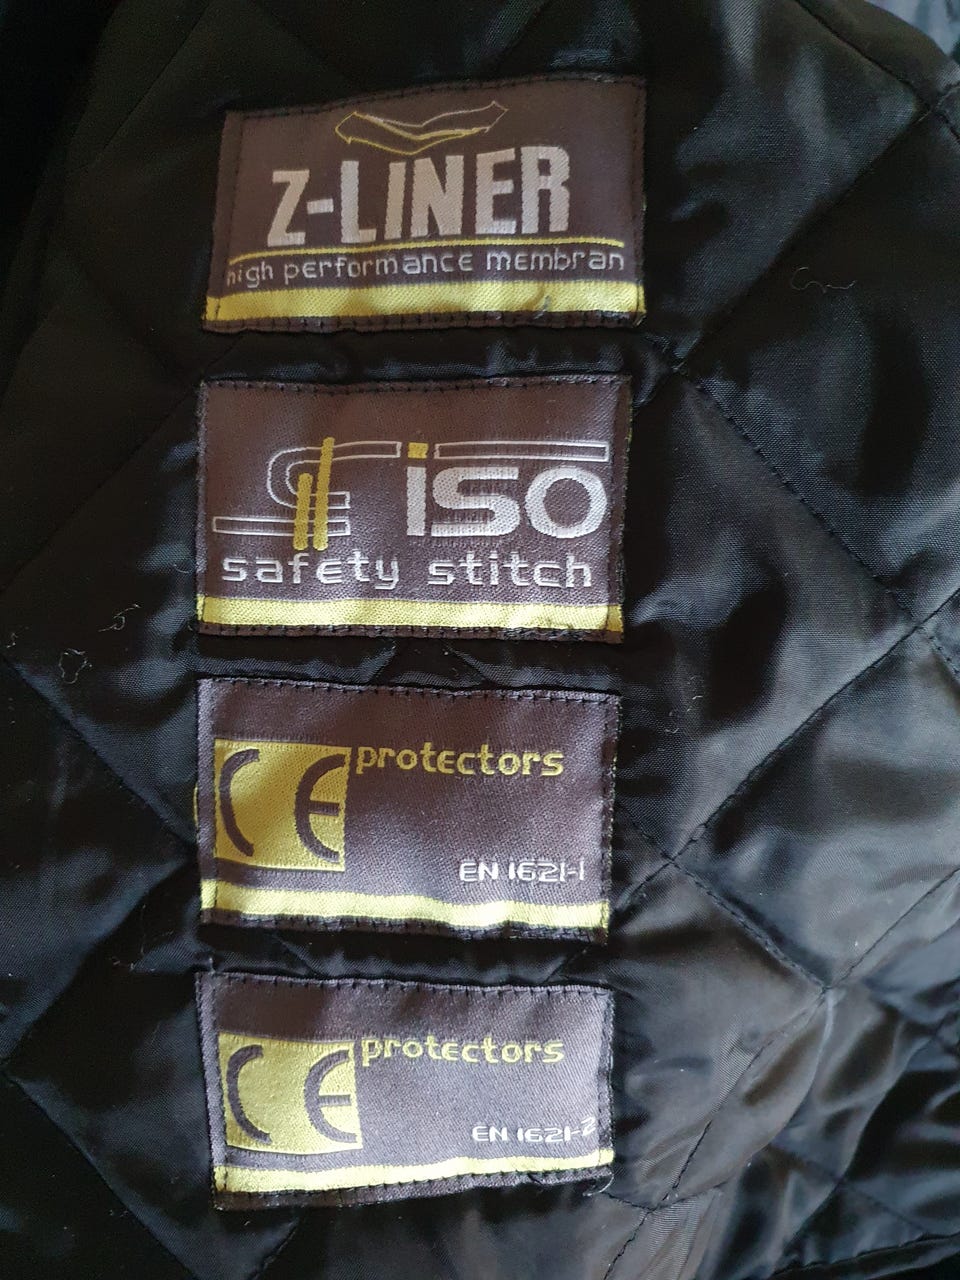 Z-LINER
high performance membran
iso
safety stitch
CE protectors
EN 1621-1
CE protectors
EN 1621-2